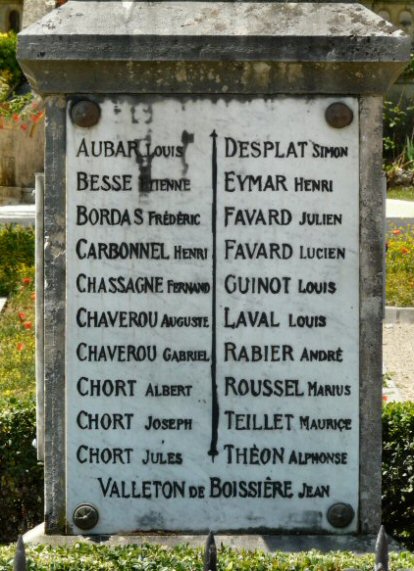 AUBAR LOUIS
BESSE ETIENNE
BORDAS FRÉDÉRIC
CARBONNEL HENRI
CHASSAGNE FERNAND
CHAVEROU AUGUSTE
CHAVEROU GABRIEL
CHORT ALBERT
CHORT JOSEPH
CHORT JULES
DESPLAT SIMON
EYMAR HENRI
FAVARD JULIEN
FAVARD LUCIEN
GUINOT LOUIS
LAVAL LOUIS
RABIER ANDRÉ
ROUSSEL MARIUS
TEILLET MAURICE
THÉON ALPHONSE
VALLETON DE BOISSIÈRE JEAN